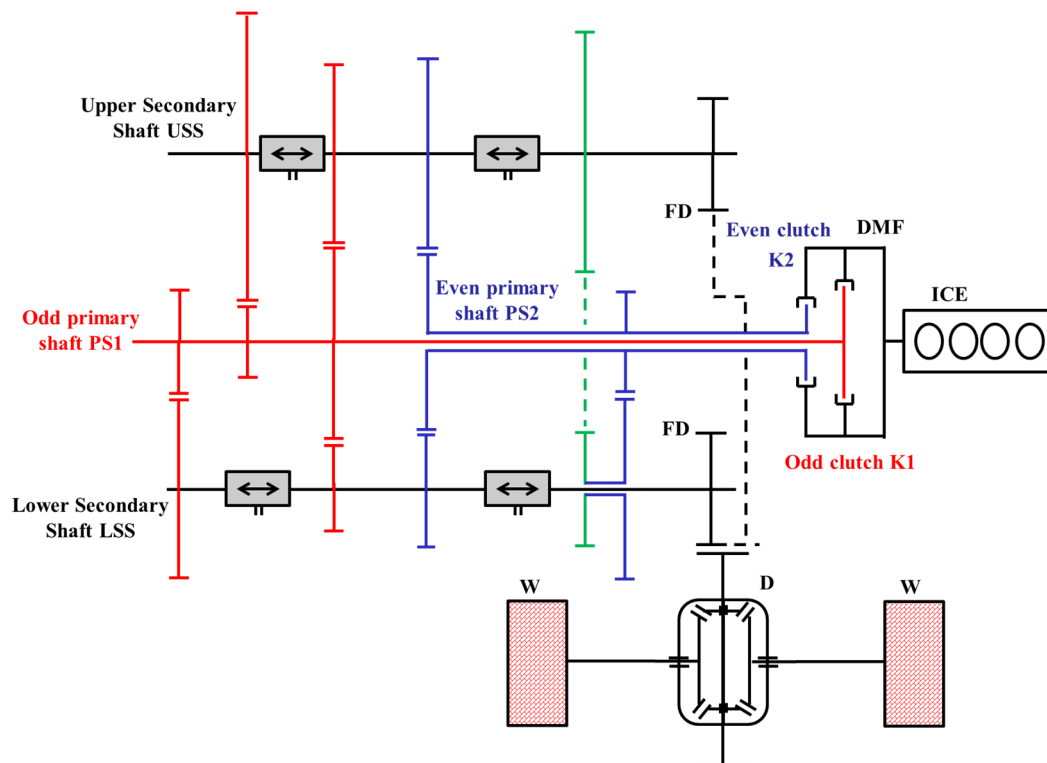 Upper Secondary
Shaft USS
FD
Even clutch
K2
DMF
Even primary
shaft PS2
ICE
Odd primary
shaft PS1
FD
Odd clutch K1
Lower Secondary
Shaft LSS
W
D
W